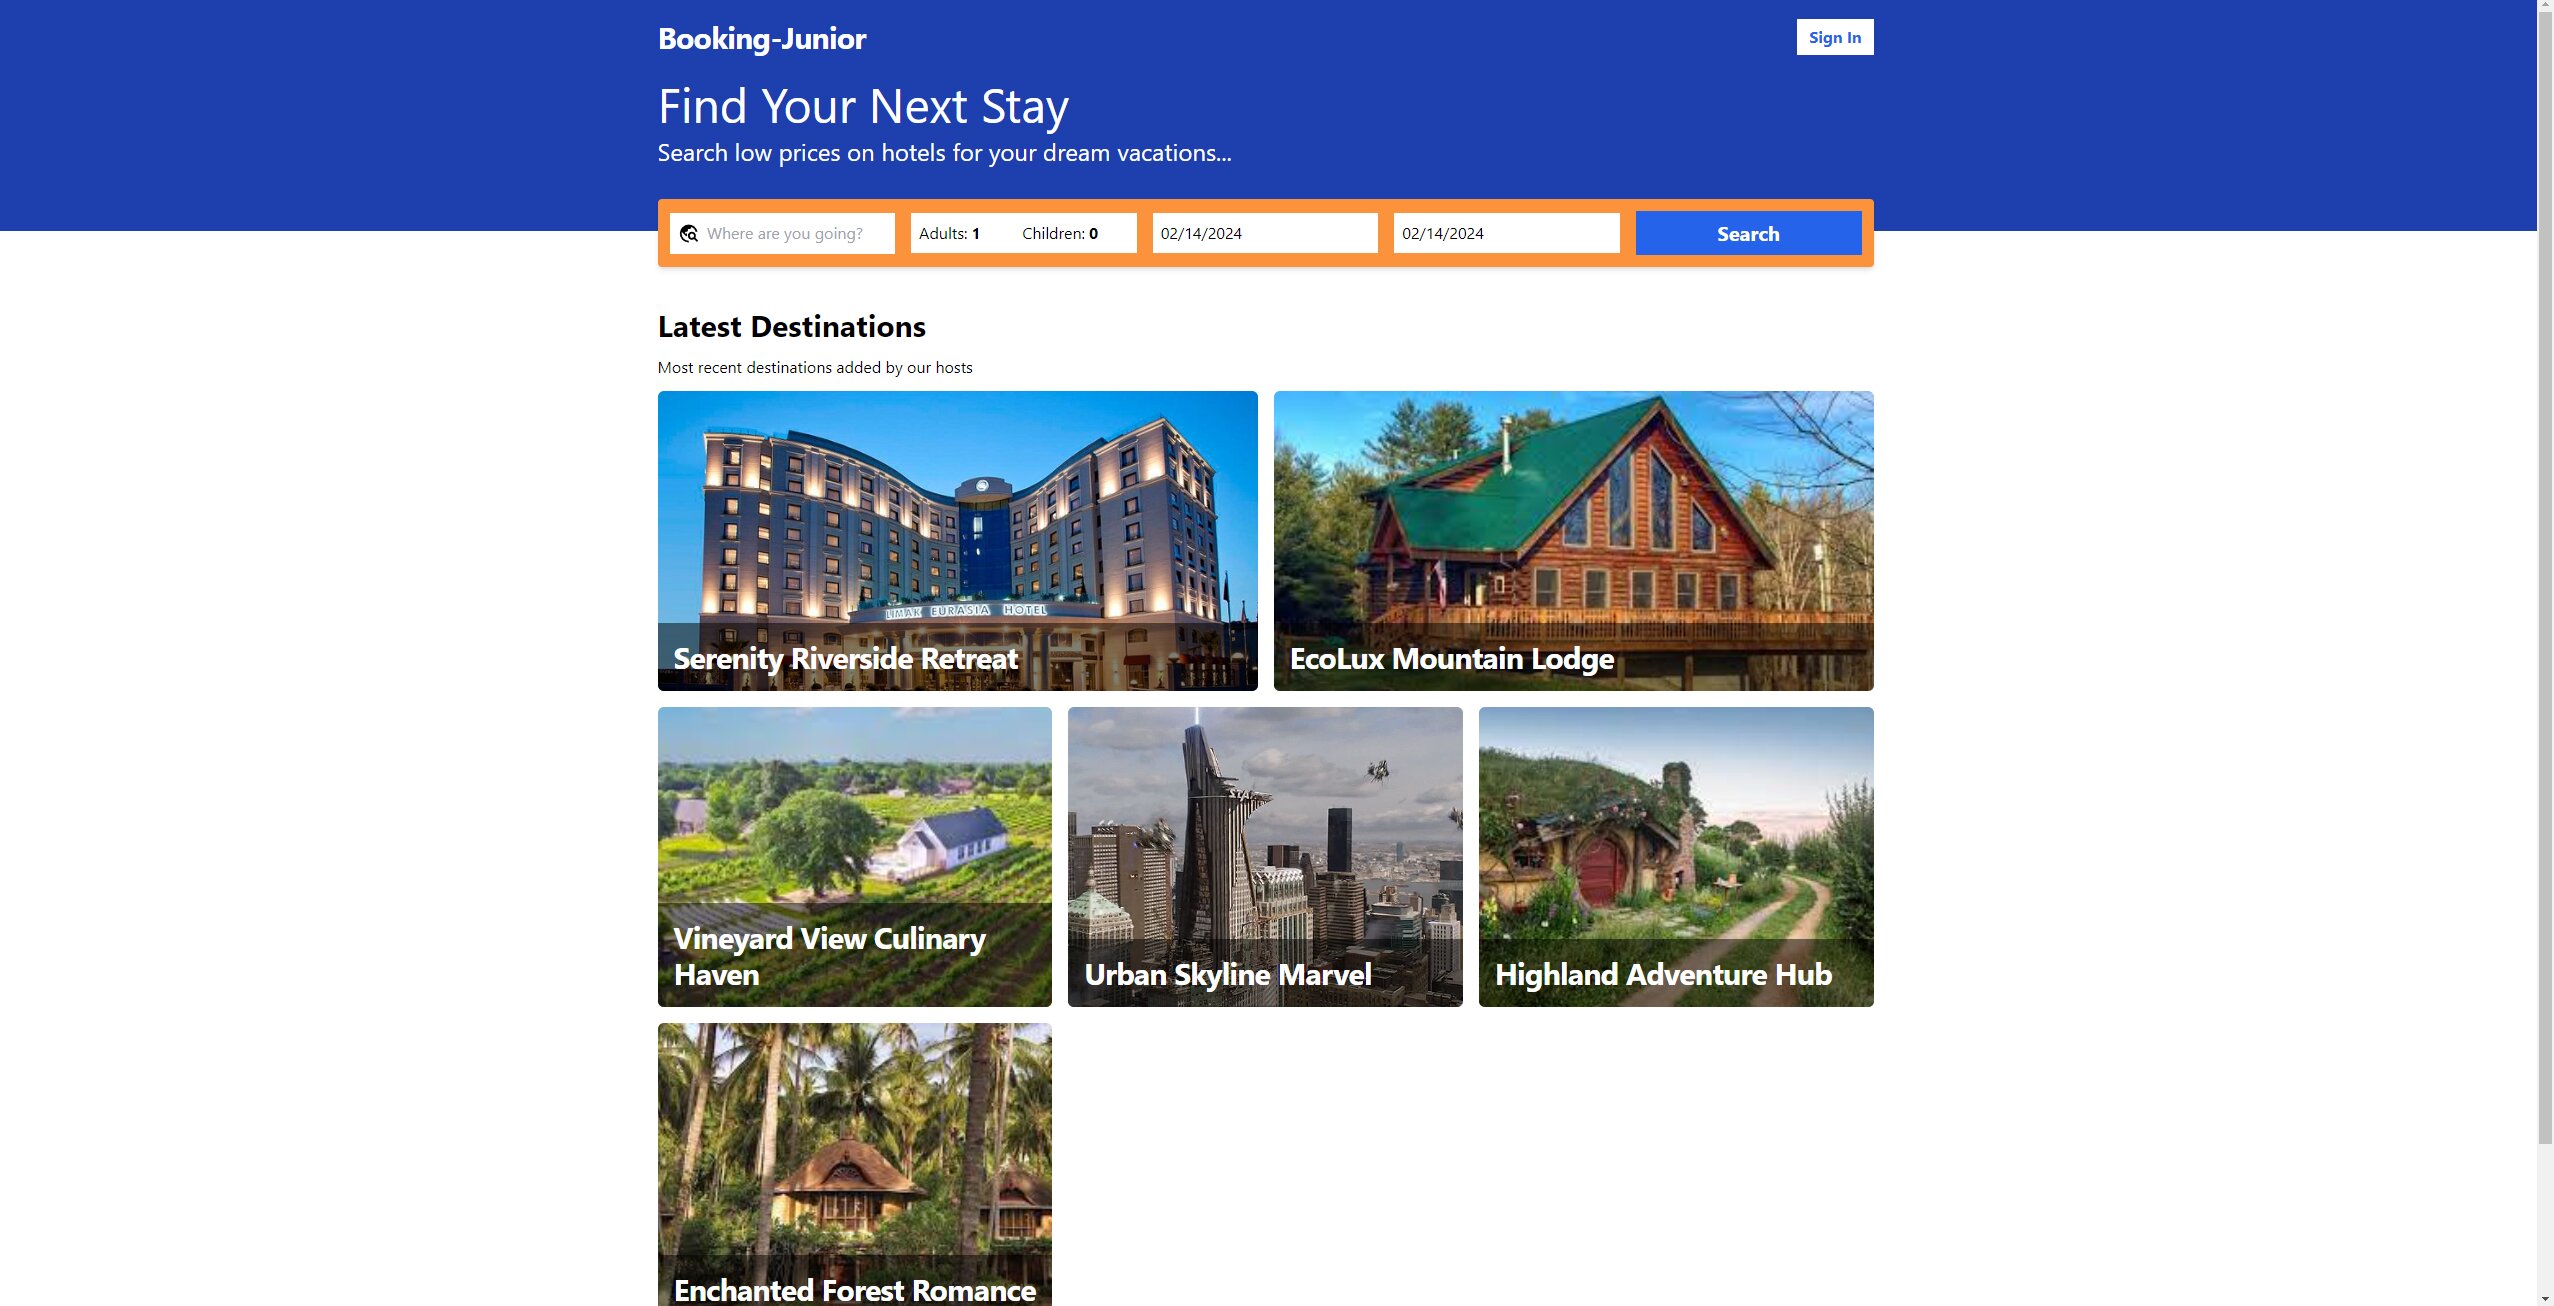 Booking-Junior
Sign In
Find Your Next Stay
Search low prices on hotels for your dream vacations...
Where are you going?
Adults: 1
Children: 0
02/14/2024
02/14/2024
Search
Latest Destinations
Most recent destinations added by our hosts
LIMAK EURASIA HOTEL
Serenity Riverside Retreat
EcoLux Mountain Lodge
STA
Vineyard View Culinary
Haven
Urban Skyline Marvel
Highland Adventure Hub
Enchanted Forest Romance